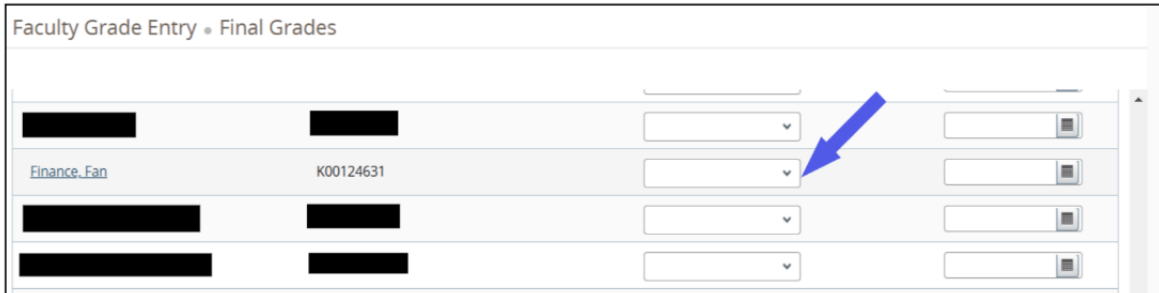 Faculty Grade Entry • Final Grades
Finance, Fan K00124631